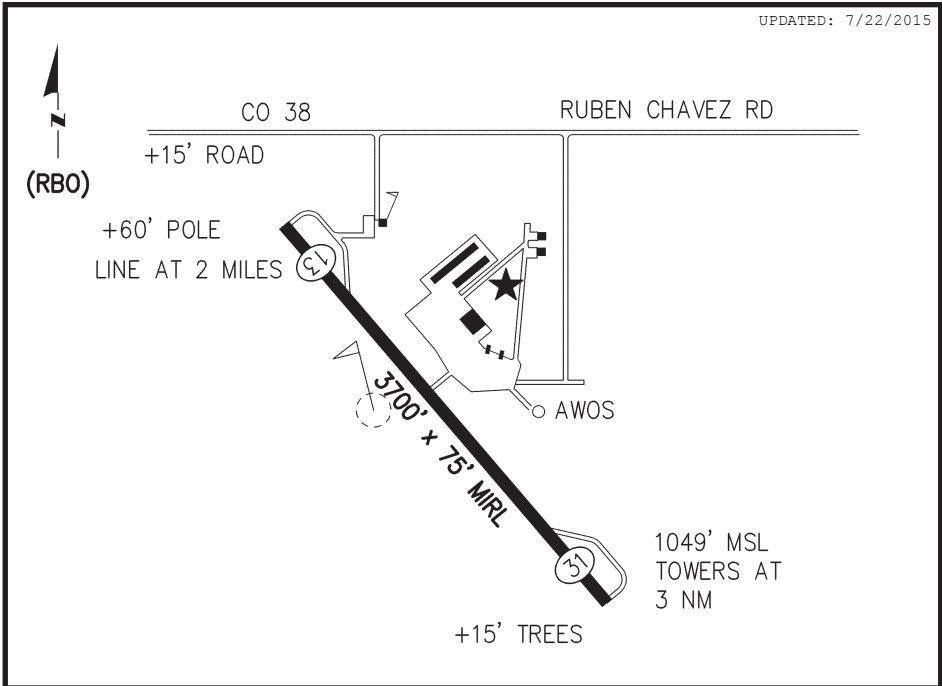 UPDATED: 7/22/2015
N
(RBO)
CO 38
RUBEN CHAVEZ RD
+15' ROAD
+60' POLE
LINE AT 2 MILES
13
3700' x 75' MIRL
AWOS
31
1049' MSL
TOWERS AT
3 NM
+15' TREES